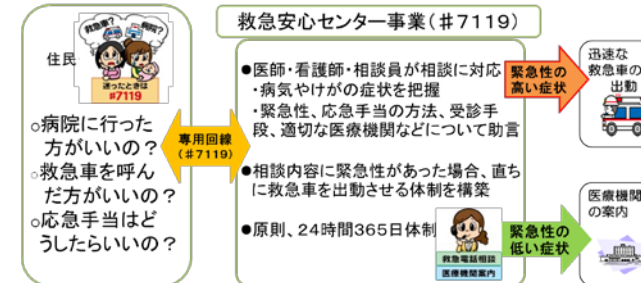 救急安心センター事業(♯7119)
救急車?
病院?
住民
迷ったときは
#7119
○病院に行った
方がいいの?
○救急車を呼ん
だ方がいいの?
○応急手当はど
うしたらいいの?
専用回線
(♯7119)
●医師・看護師・相談員が相談に対応
・病気やけがの症状を把握
・緊急性、応急手当の方法、受診手
段、適切な医療機関などについて助言
●相談内容に緊急性があった場合、直ち
に救急車を出動させる体制を構築
●原則、24時間365日体制
救急電話相談
医療機関案内
緊急性の
高い症状
迅速な
救急車の
出動
緊急性の
低い症状
医療機関
の案内